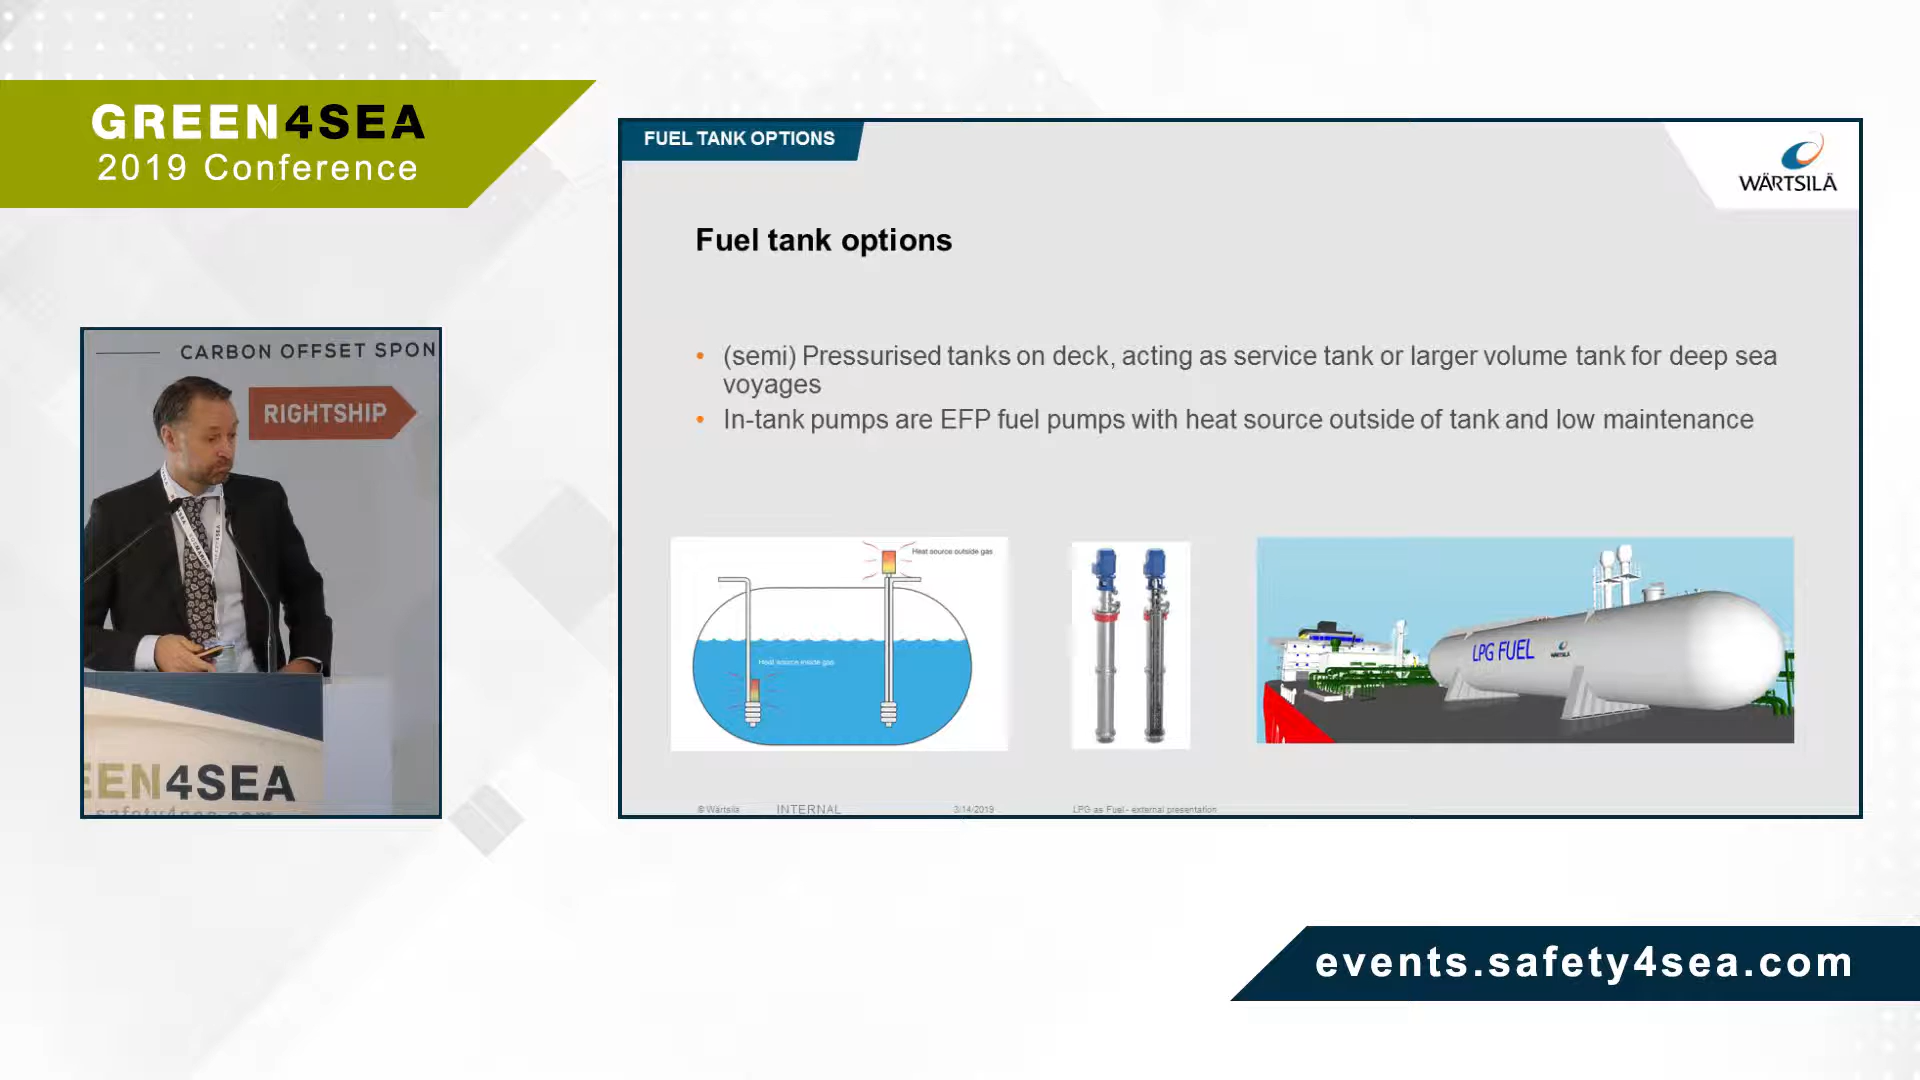 GREEN4SEA
2019 Conference
CARBON OFFSET SPON
RIGHTSHIP
EEN4SEA
safety4sea.com
FUEL TANK OPTIONS
WÄRTSILÄ
Fuel tank options
• (semi) Pressurised tanks on deck, acting as service tank or larger volume tank for deep sea
voyages
• In-tank pumps are EFP fuel pumps with heat source outside of tank and low maintenance
Heat source outside gas
Heat source inside gas
LPG FUEL
WÄRTSILÄ
© Wärtsilä INTERNAL 3/14/2019 LPG as Fuel - external presentation
events.safety4sea.com